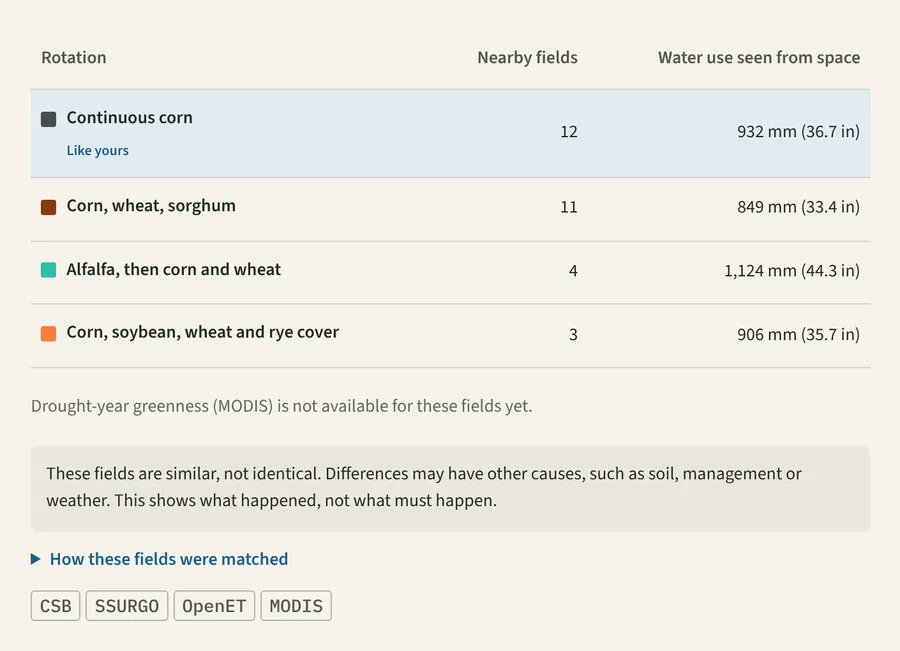 Rotation Nearby fields Water use seen from space
Continuous corn
Like yours
12 932 mm (36.7 in)
Corn, wheat, sorghum 11 849 mm (33.4 in)
Alfalfa, then corn and wheat 4 1,124 mm (44.3 in)
Corn, soybean, wheat and rye cover 3 906 mm (35.7 in)
Drought-year greenness (MODIS) is not available for these fields yet.
These fields are similar, not identical. Differences may have other causes, such as soil, management or
weather. This shows what happened, not what must happen.
How these fields were matched
CSB SSURGO OpenET MODIS